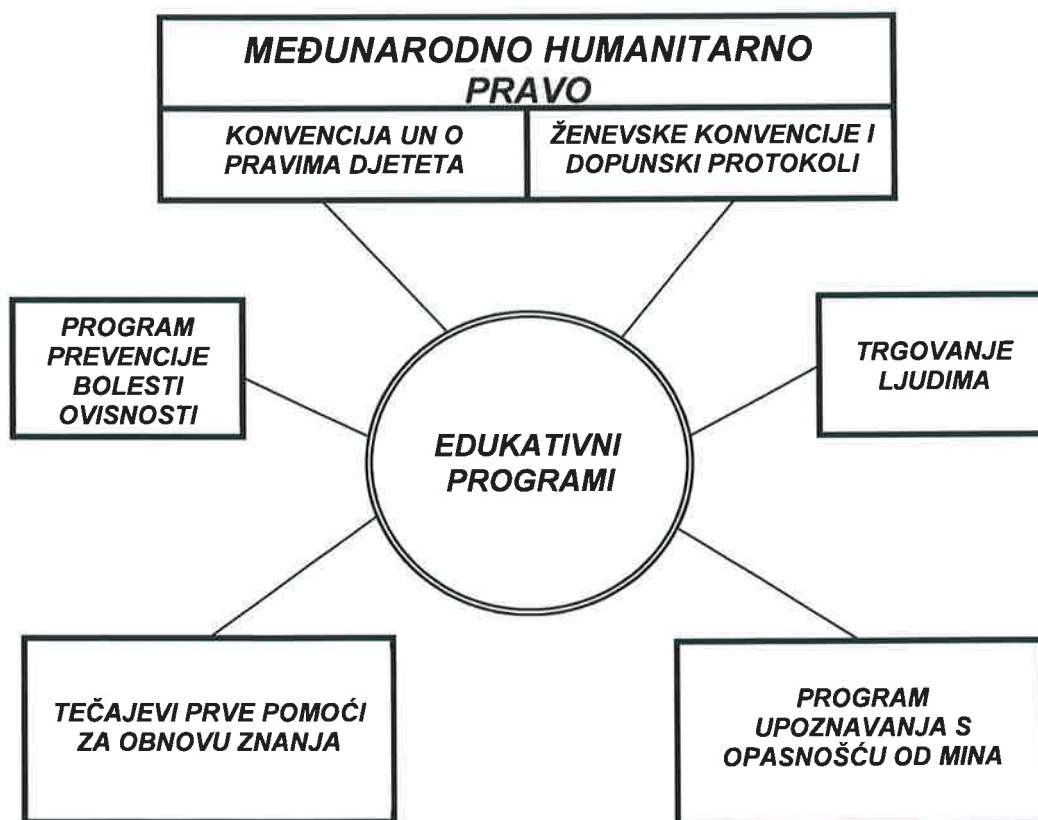 MEĐUNARODNO HUMANITARNO
PRAVO
KONVENCIJA UN O
PRAVIMA DJETETA
ŽENEVSKE KONVENCIJE I
DOPUNSKI PROTOKOLI
PROGRAM
PREVENCIJE
BOLESTI
OVISNOSTI
TRGOVANJE
LJUDIMA
EDUKATIVNI
PROGRAMI
TEČAJEVI PRVE POMOĆI
ZA OBNOVU ZNANJA
PROGRAM
UPOZNAVANJA S
OPASNOŠĆU OD MINA